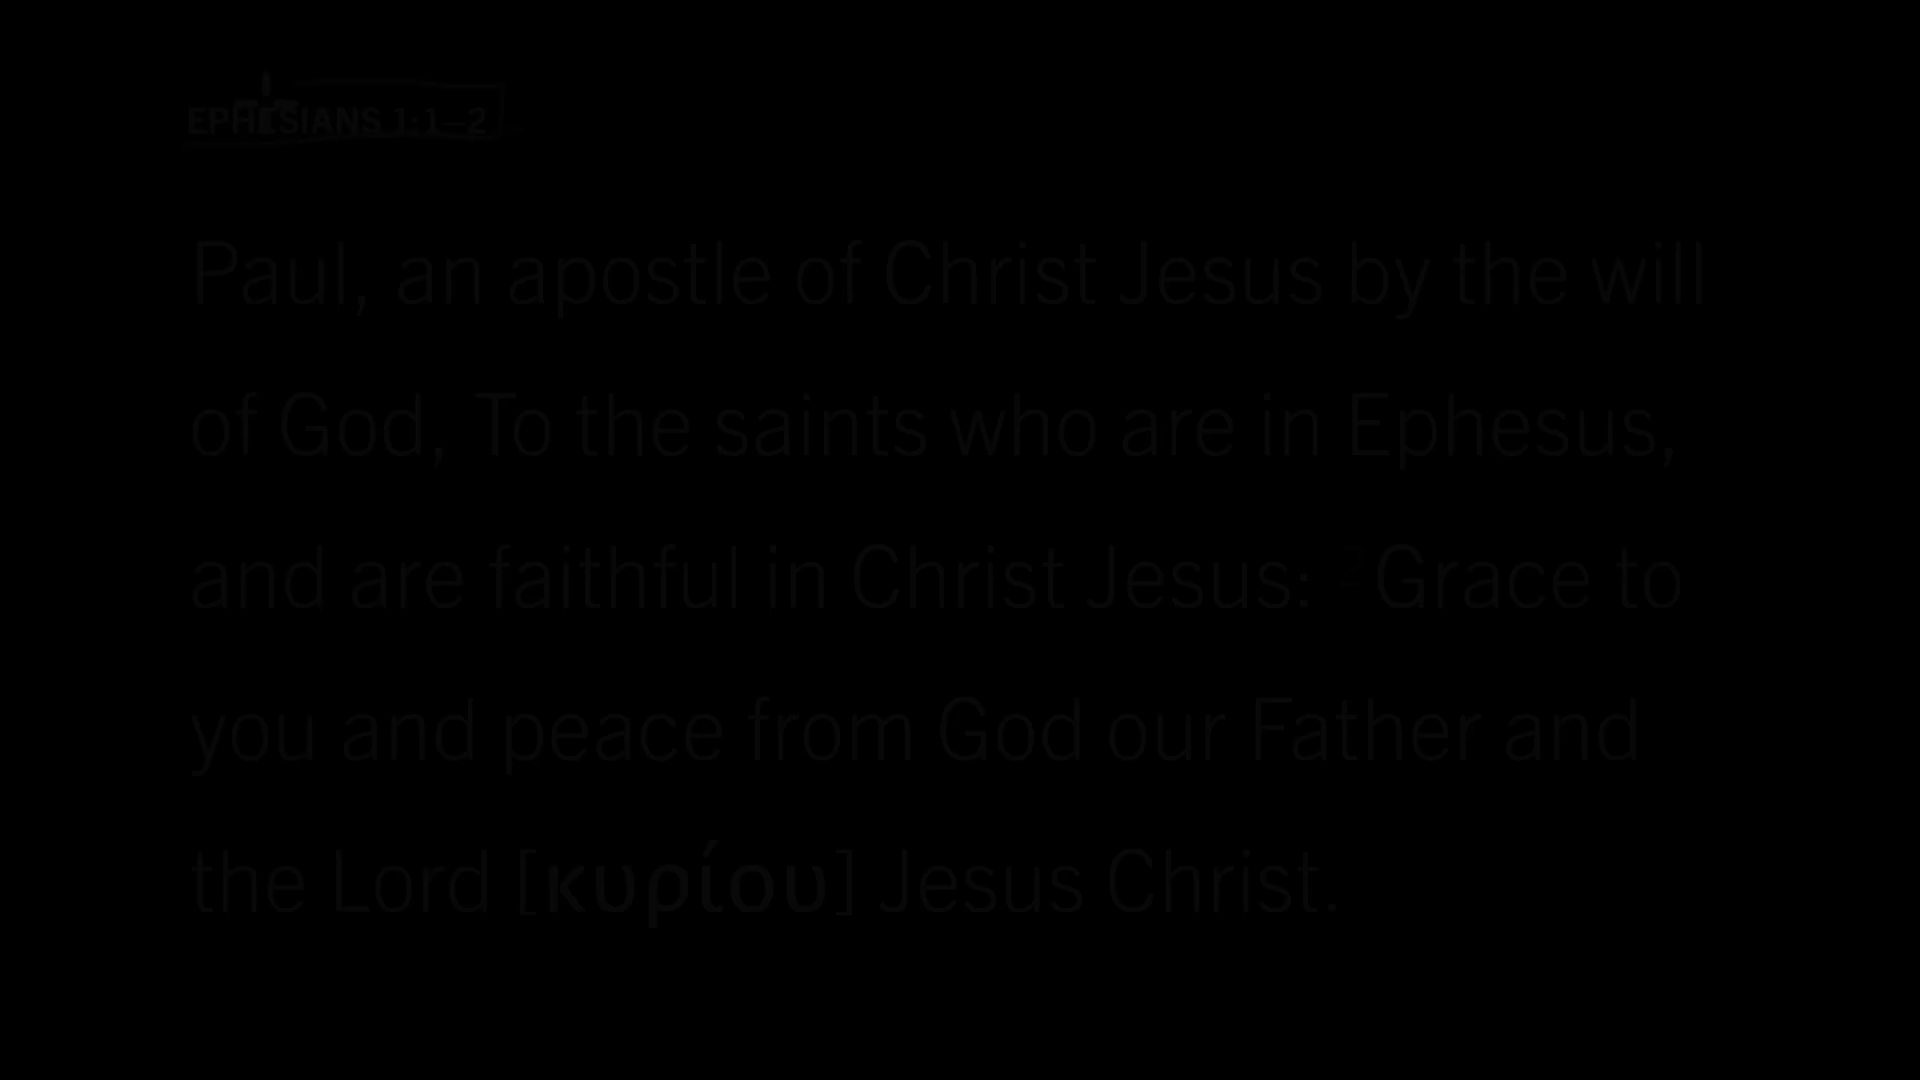 EPHESIANS 1:1–2
Paul, an apostle of Christ Jesus by the will
of God, To the saints who are in Ephesus,
and are faithful in Christ Jesus: 2 Grace to
you and peace from God our Father and
the Lord [κυρίου] Jesus Christ.